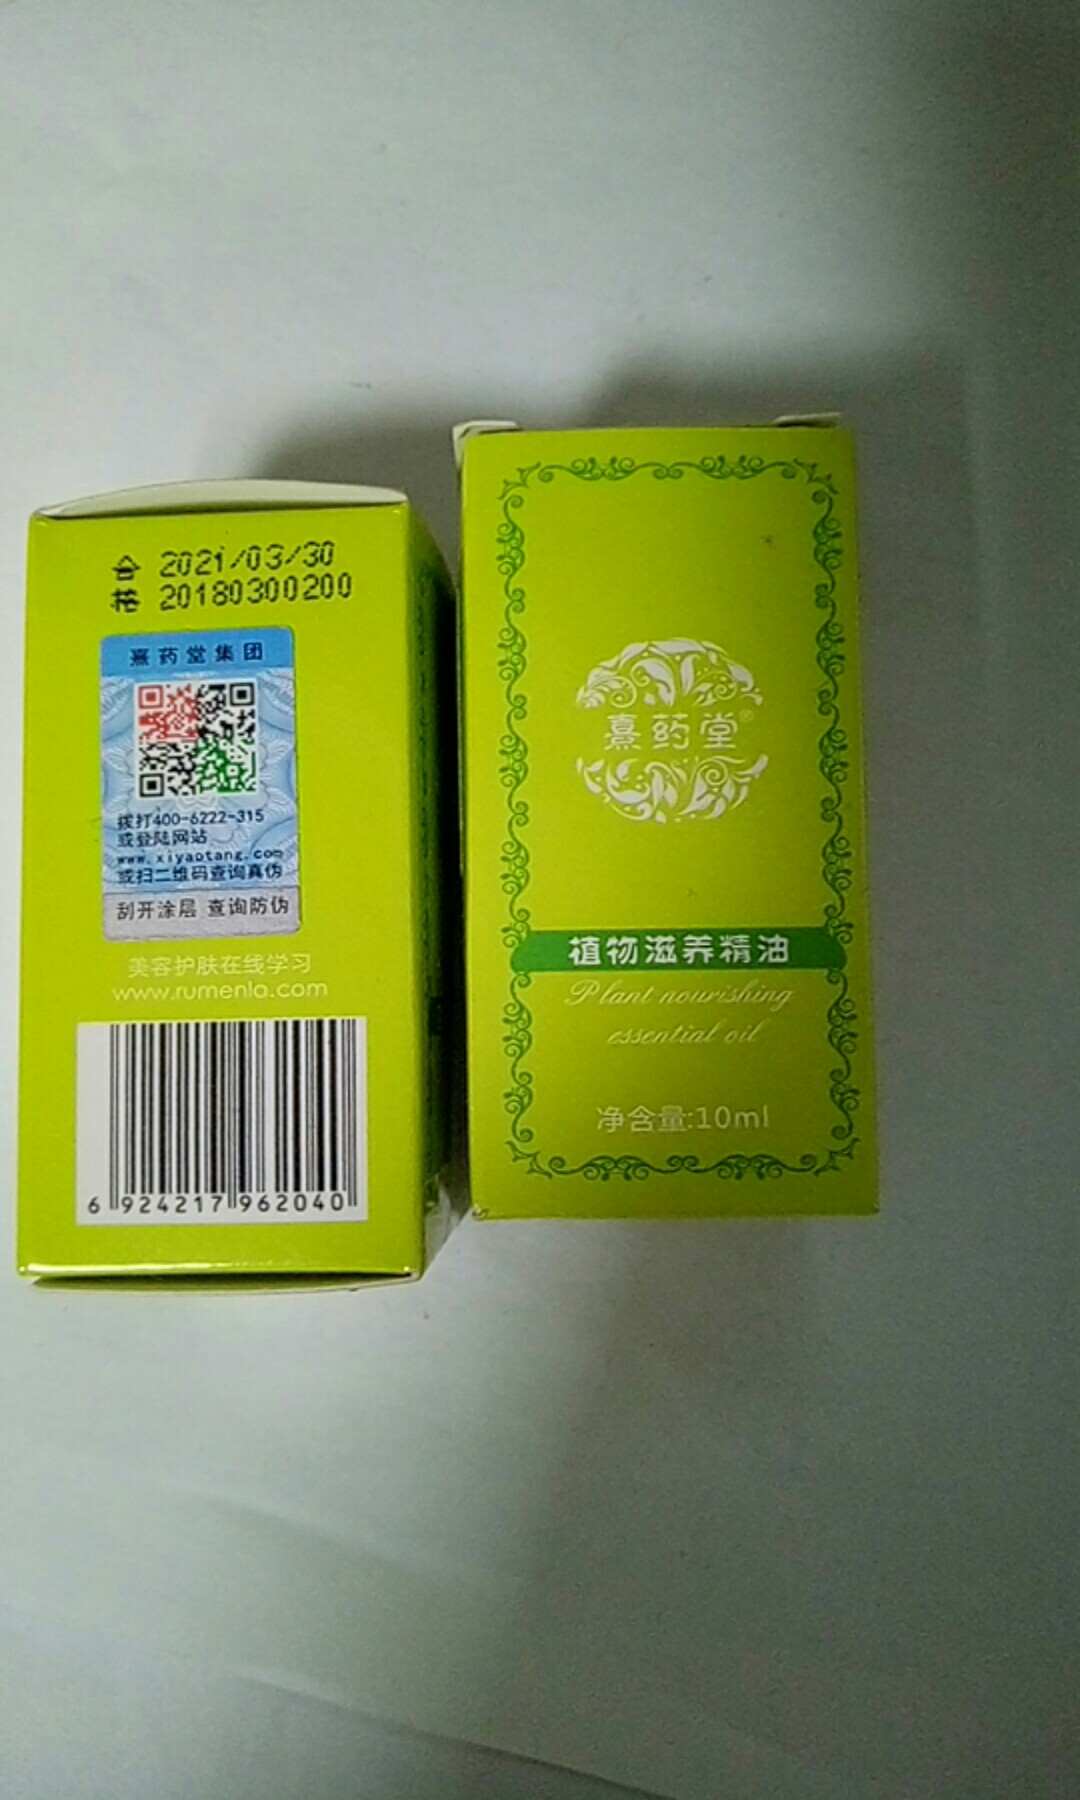 合 2021/03/30
格 20180300200
熹药堂集团
拨打400-6222-315
或登陆网站
www.xiyaotang.com
或扫二维码查询真伪
刮开涂层 查询防伪
美容护肤在线学习
www.rumenla.com
6 924217 962040
熹药堂®
植物滋养精油
Plant nourishing
essential oil
净含量:10ml